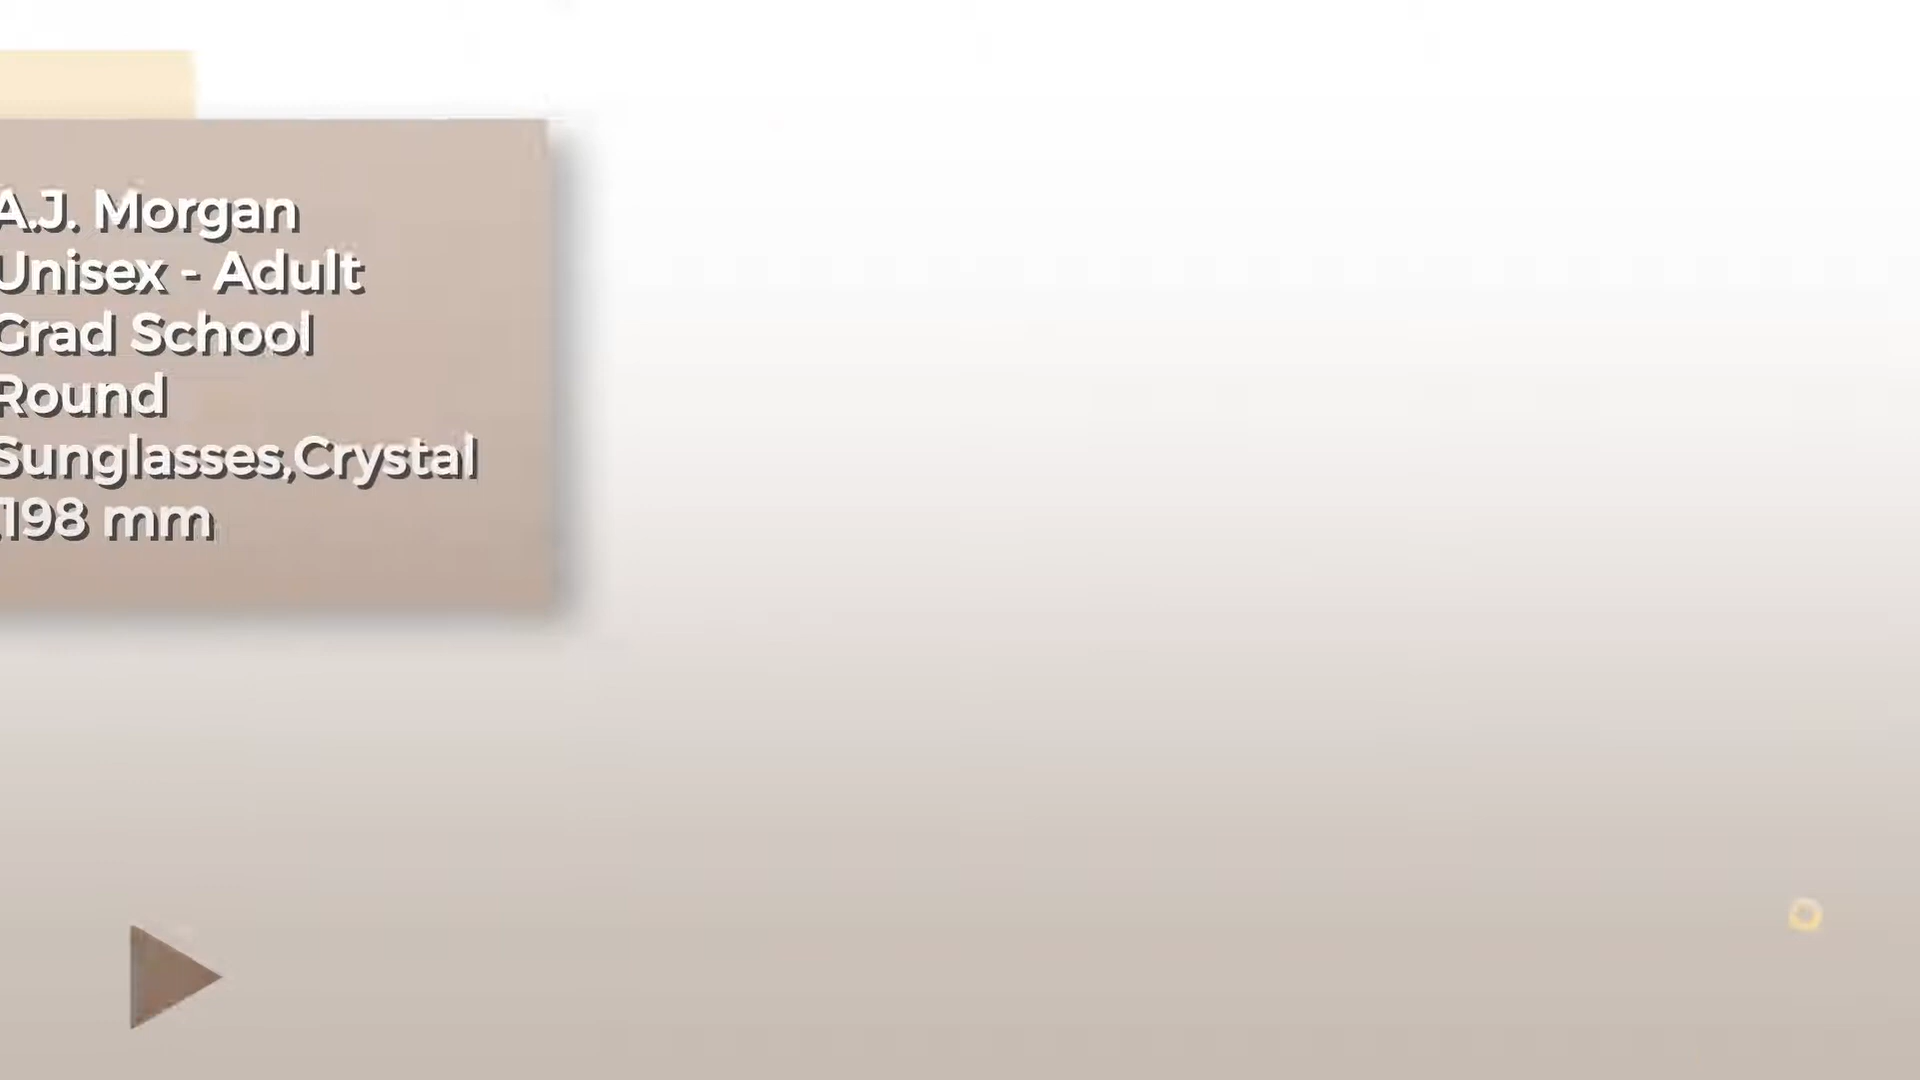 A.J. Morgan
Unisex - Adult
Grad School
Round
Sunglasses,Crystal
,198 mm